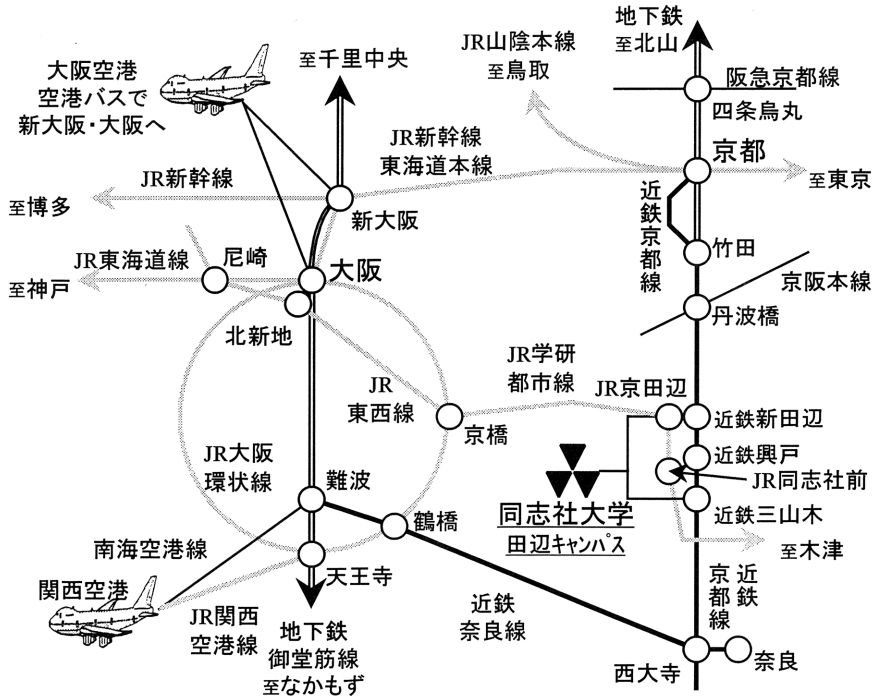 大阪空港
空港バスで
新大阪・大阪へ
至千里中央
JR山陰本線
至鳥取
地下鉄
至北山
阪急京都線
四条烏丸
JR新幹線
東海道本線
京都
至東京
JR新幹線
至博多
新大阪
近鉄京都線
竹田
JR東海道線
尼崎
大阪
至神戸
京阪本線
丹波橋
北新地
JR学研
都市線
JR京田辺
JR
東西線
京橋
近鉄新田辺
近鉄興戸
JR同志社前
近鉄三山木
JR大阪
環状線
難波
同志社大学
田辺キャンパス
鶴橋
至木津
南海空港線
天王寺
関西空港
JR関西
空港線
地下鉄
御堂筋線
至なかもず
近鉄
奈良線
近鉄
京都線
西大寺
奈良